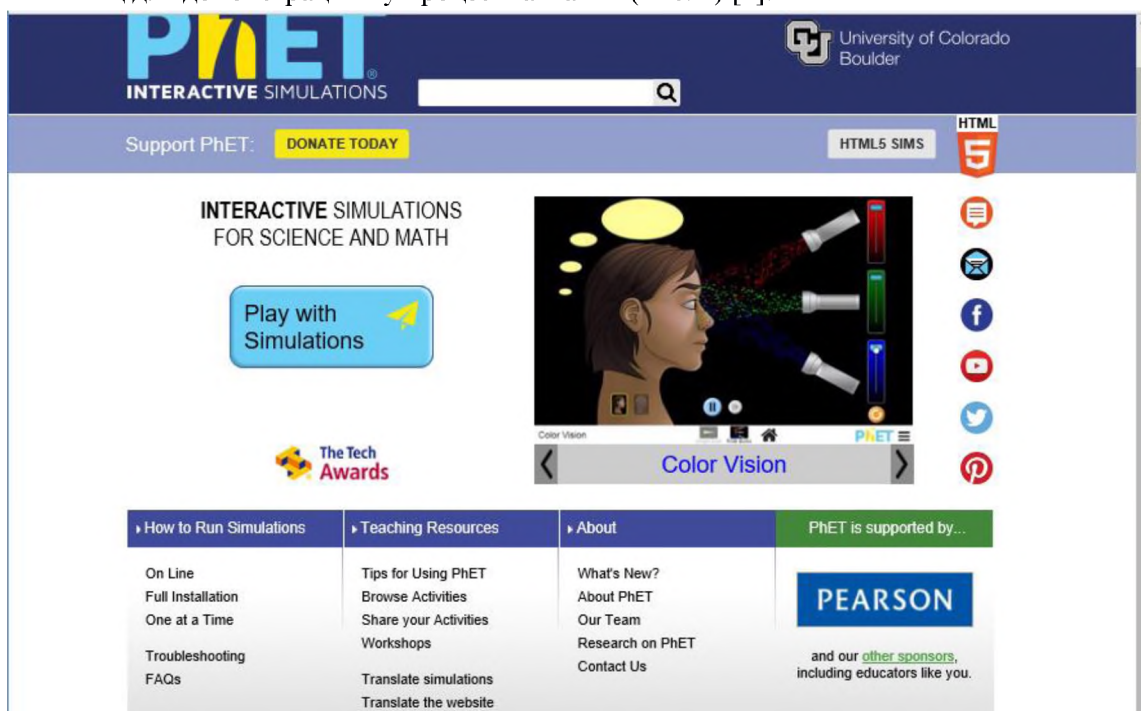 PhET®
INTERACTIVE SIMULATIONS
University of Colorado
Boulder
Support PhET:
DONATE TODAY
HTML5 SIMS
HTML
5
INTERACTIVE SIMULATIONS
FOR SCIENCE AND MATH
Play with
Simulations
The Tech
Awards
Color Vision
PhET
Color Vision
How to Run Simulations
On Line
Full Installation
One at a Time
Troubleshooting
FAQs
Teaching Resources
Tips for Using PhET
Browse Activities
Share your Activities
Workshops
Translate simulations
Translate the website
About
What's New?
About PhET
Our Team
Research on PhET
Contact Us
PhET is supported by...
PEARSON
and our other sponsors,
including educators like you.